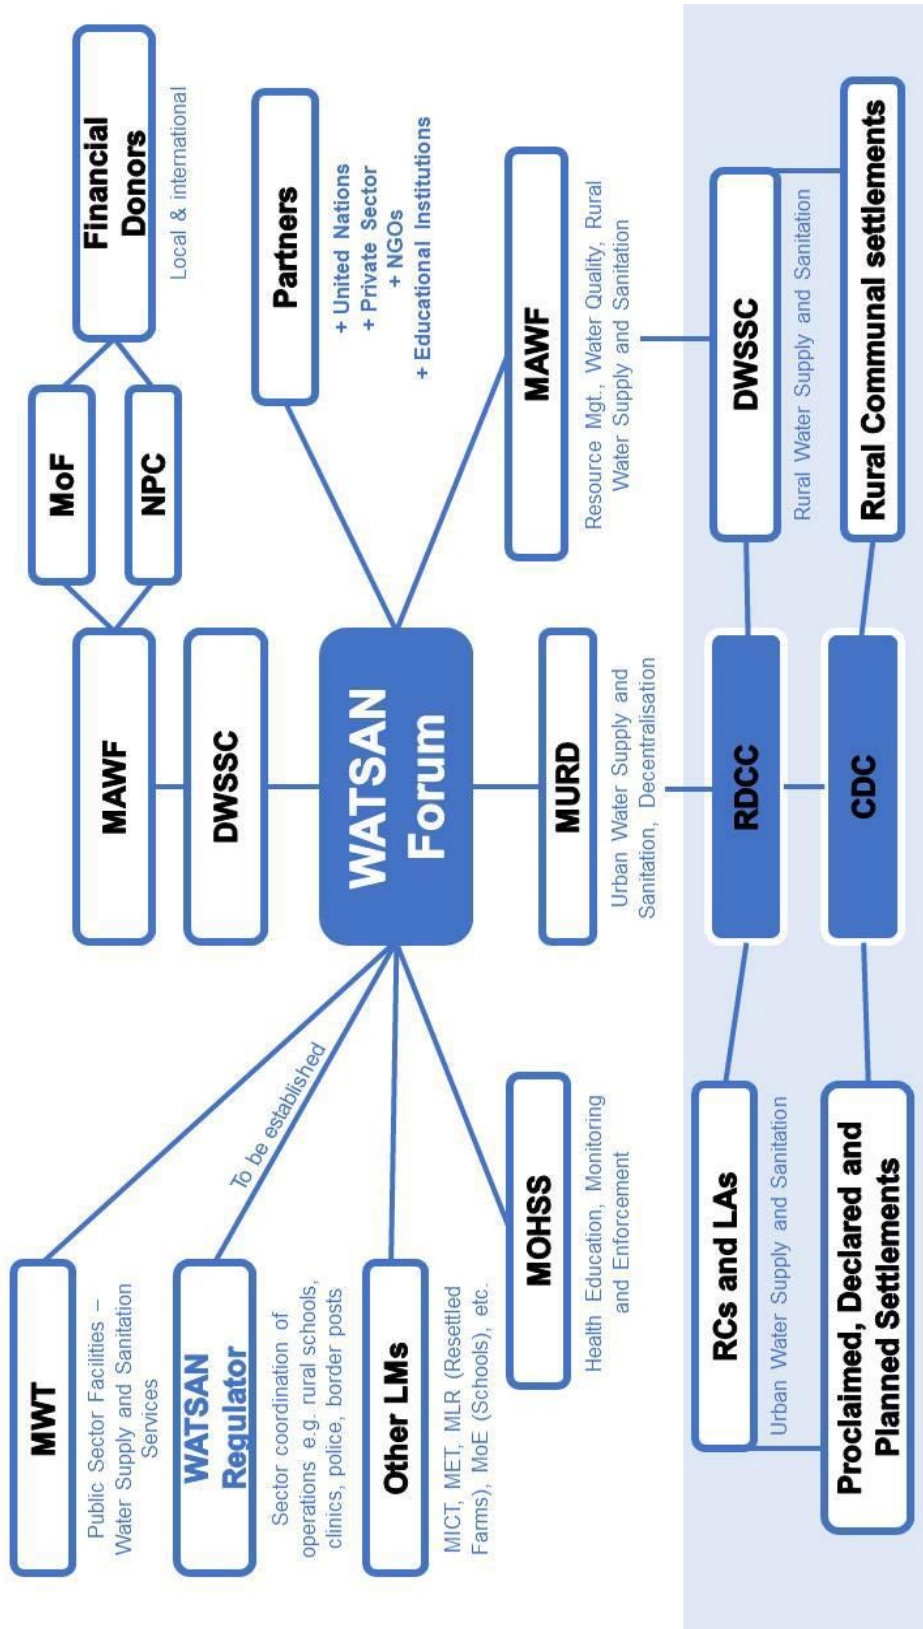 MWT
Public Sector Facilities –
Water Supply and Sanitation
Services
WATSAN
Regulator
Sector coordination of
operations e.g. rural schools,
clinics, police, border posts
Other LMs
MICT, MET, MLR (Resettled
Farms), MoE (Schools), etc.
To be established
MOHSS
Health Education, Monitoring
and Enforcement
MAWF
DWSSC
WATSAN
Forum
MURD
Urban Water Supply and
Sanitation, Decentralisation
MoF
NPC
Financial
Donors
Local & international
Partners
+ United Nations
+ Private Sector
+ NGOs
+ Educational Institutions
MAWF
Resource Mgt., Water Quality, Rural
Water Supply and Sanitation
RCs and LAs
Urban Water Supply and Sanitation
RDCC
DWSSC
Rural Water Supply and Sanitation
Proclaimed, Declared and
Planned Settlements
CDC
Rural Communal settlements